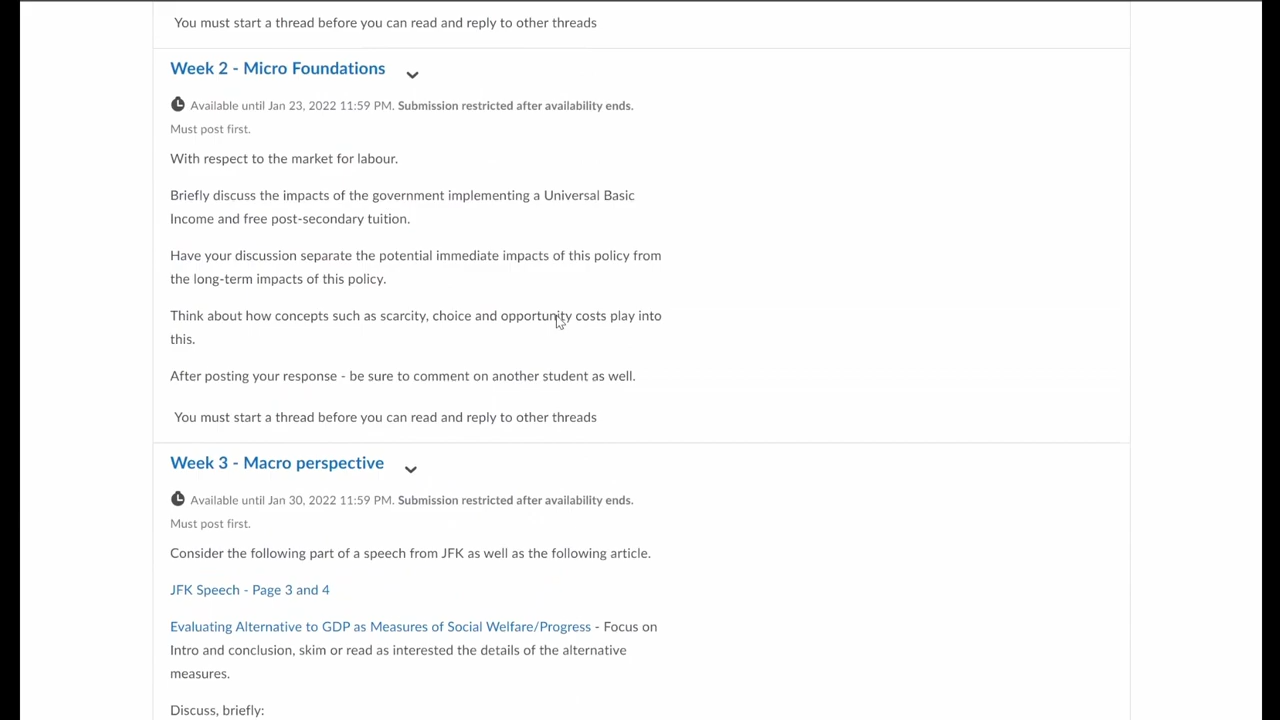 You must start a thread before you can read and reply to other threads
Week 2 - Micro Foundations
Available until Jan 23, 2022 11:59 PM. Submission restricted after availability ends.
Must post first.
With respect to the market for labour.
Briefly discuss the impacts of the government implementing a Universal Basic
Income and free post-secondary tuition.
Have your discussion separate the potential immediate impacts of this policy from
the long-term impacts of this policy.
Think about how concepts such as scarcity, choice and opportunity costs play into
this.
After posting your response - be sure to comment on another student as well.
You must start a thread before you can read and reply to other threads
Week 3 - Macro perspective
Available until Jan 30, 2022 11:59 PM. Submission restricted after availability ends.
Must post first.
Consider the following part of a speech from JFK as well as the following article.
JFK Speech - Page 3 and 4
Evaluating Alternative to GDP as Measures of Social Welfare/Progress - Focus on
Intro and conclusion, skim or read as interested the details of the alternative
measures.
Discuss, briefly: